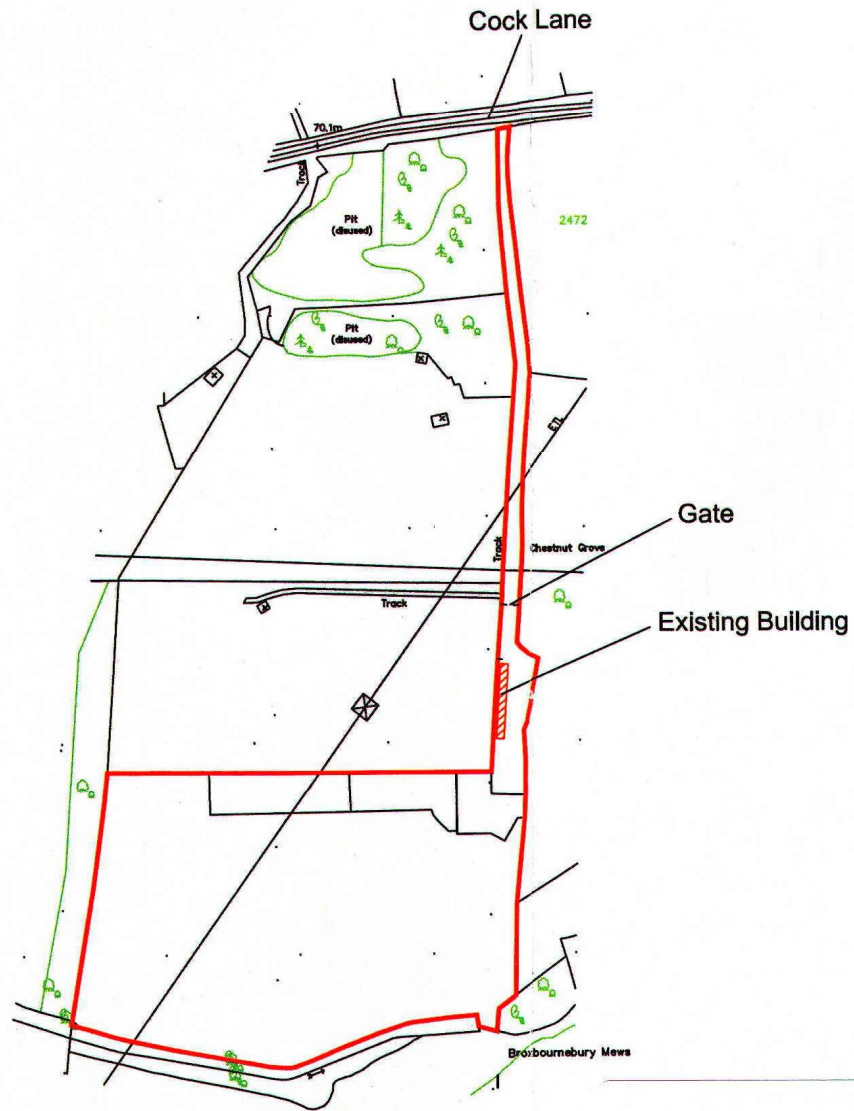 Cock Lane
70.1m
Track
Pit
(disused)
2472
Pit
(disused)
ETL
Gate
Track
Chestnut Grove
Track
Existing Building
Broxbournebury Mews